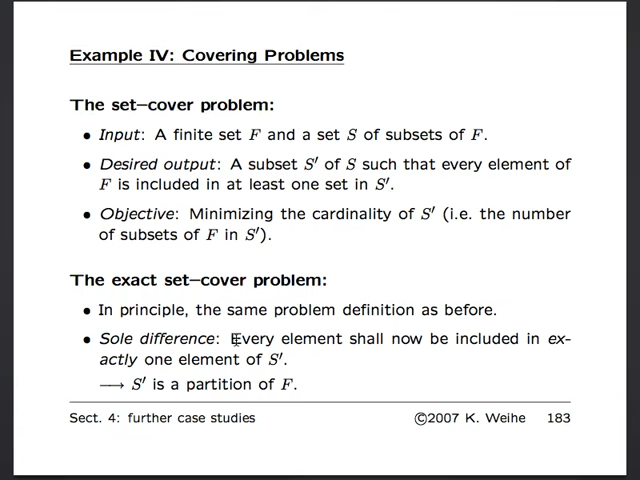 Example IV: Covering Problems
The set–cover problem:
• Input: A finite set F and a set S of subsets of F.
• Desired output: A subset S′ of S such that every element of
F is included in at least one set in S′.
• Objective: Minimizing the cardinality of S′ (i.e. the number
of subsets of F in S′).
The exact set–cover problem:
• In principle, the same problem definition as before.
• Sole difference: Every element shall now be included in ex-
actly one element of S′.
⟶ S′ is a partition of F.
Sect. 4: further case studies ©2007 K. Weihe 183